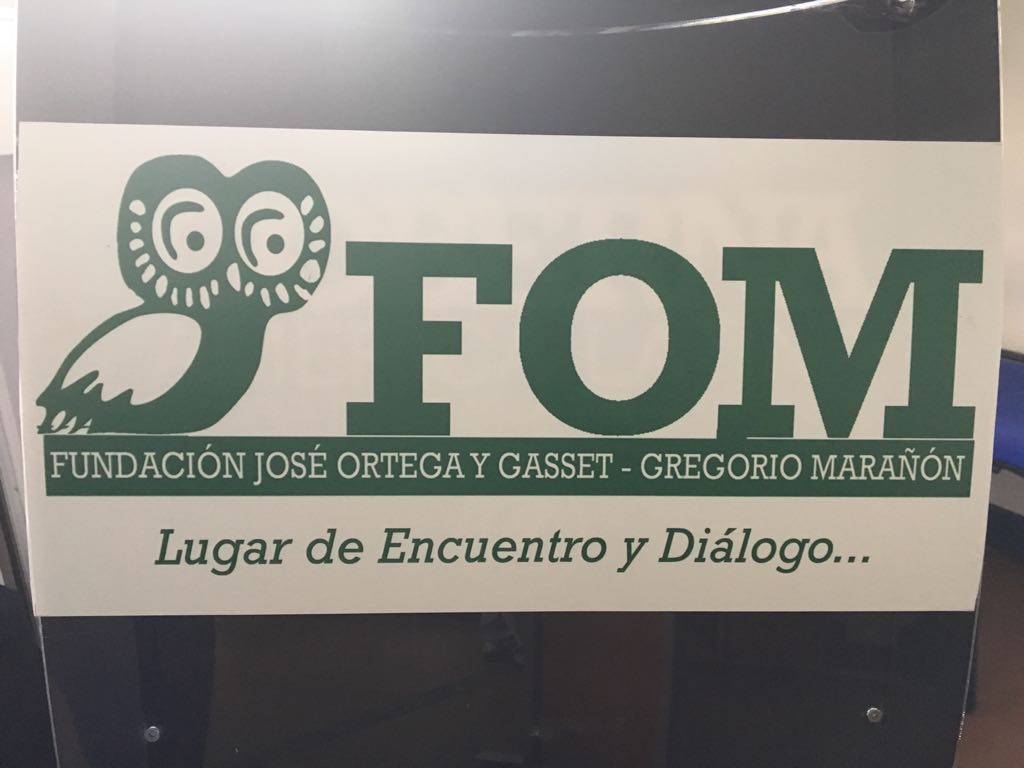 FOM
FUNDACIÓN JOSÉ ORTEGA Y GASSET - GREGORIO MARAÑÓN
Lugar de Encuentro y Diálogo...